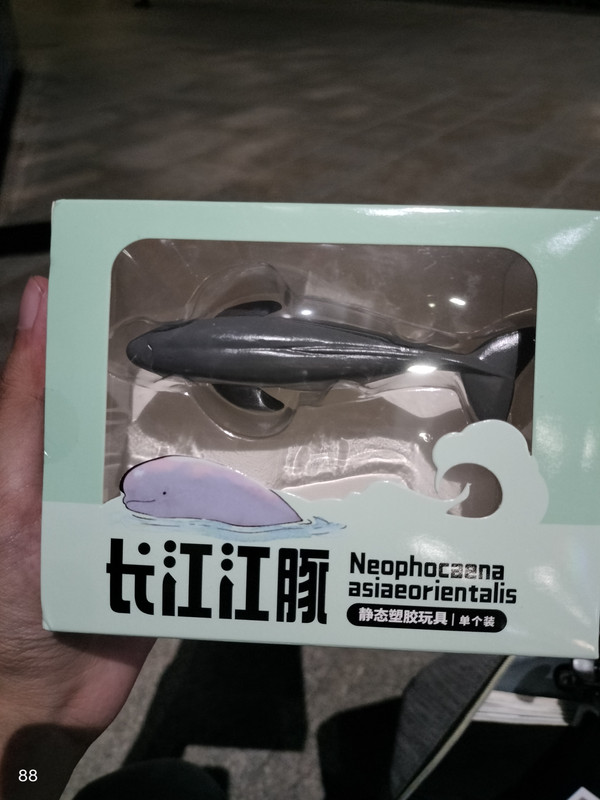 长江江豚
Neophocaena
asiaeorientalis
静态塑胶玩具 | 单个装
88